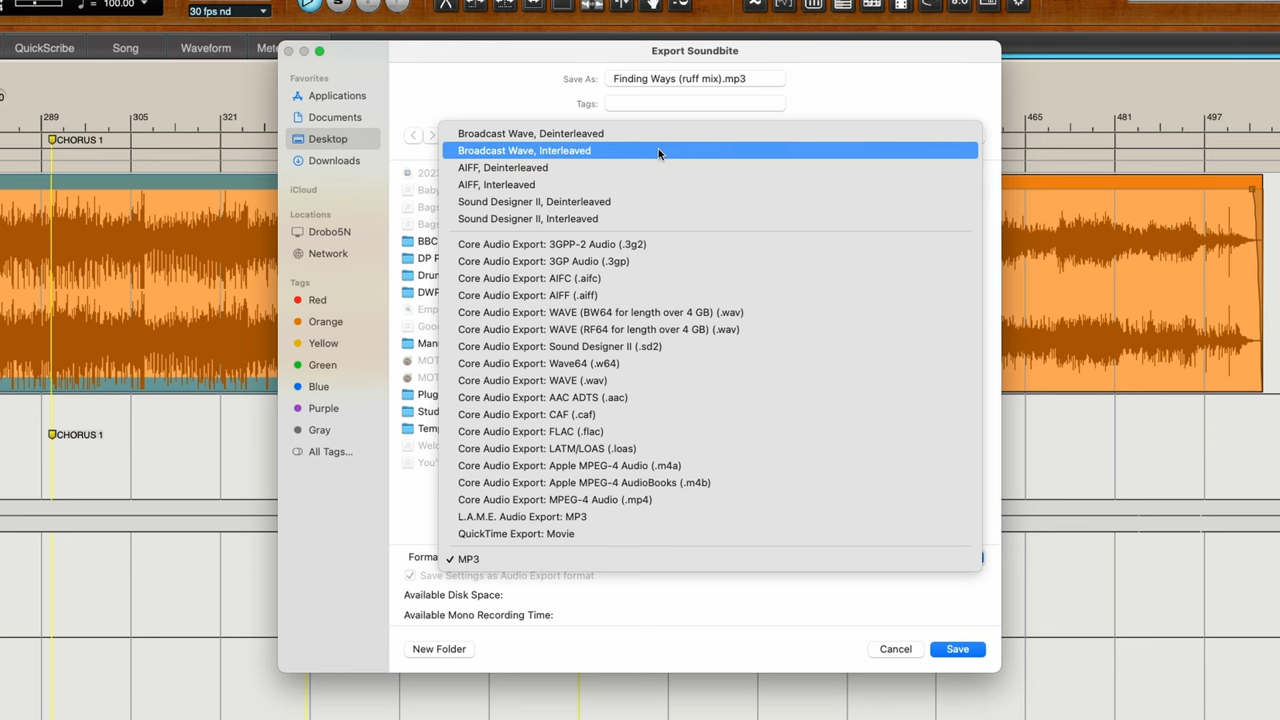 100.00
30 fps nd
QuickScribe
Song
Waveform
289
305
321
465
481
497
CHORUS 1
CHORUS 1
Export Soundbite
Save As:
Finding Ways (ruff mix).mp3
Tags:
Favorites
Applications
Documents
Desktop
Downloads
iCloud
Locations
Drobo5N
Network
Tags
Red
Orange
Yellow
Green
Blue
Purple
Gray
All Tags...
BBC
DP P
DWP
MOT
MOT
Broadcast Wave, Deinterleaved
Broadcast Wave, Interleaved
AIFF, Deinterleaved
AIFF, Interleaved
Sound Designer II, Deinterleaved
Sound Designer II, Interleaved
Core Audio Export: 3GPP-2 Audio (.3g2)
Core Audio Export: 3GP Audio (.3gp)
Core Audio Export: AIFC (.aifc)
Core Audio Export: AIFF (.aiff)
Core Audio Export: WAVE (BW64 for length over 4 GB) (.wav)
Core Audio Export: WAVE (RF64 for length over 4 GB) (.wav)
Core Audio Export: Sound Designer II (.sd2)
Core Audio Export: Wave64 (.w64)
Core Audio Export: WAVE (.wav)
Core Audio Export: AAC ADTS (.aac)
Core Audio Export: CAF (.caf)
Core Audio Export: FLAC (.flac)
Core Audio Export: LATM/LOAS (.loas)
Core Audio Export: Apple MPEG-4 Audio (.m4a)
Core Audio Export: Apple MPEG-4 AudioBooks (.m4b)
Core Audio Export: MPEG-4 Audio (.mp4)
L.A.M.E. Audio Export: MP3
QuickTime Export: Movie
MP3
Forma
Save Settings as Audio Export format
Available Disk Space:
Available Mono Recording Time:
New Folder
Cancel
Save